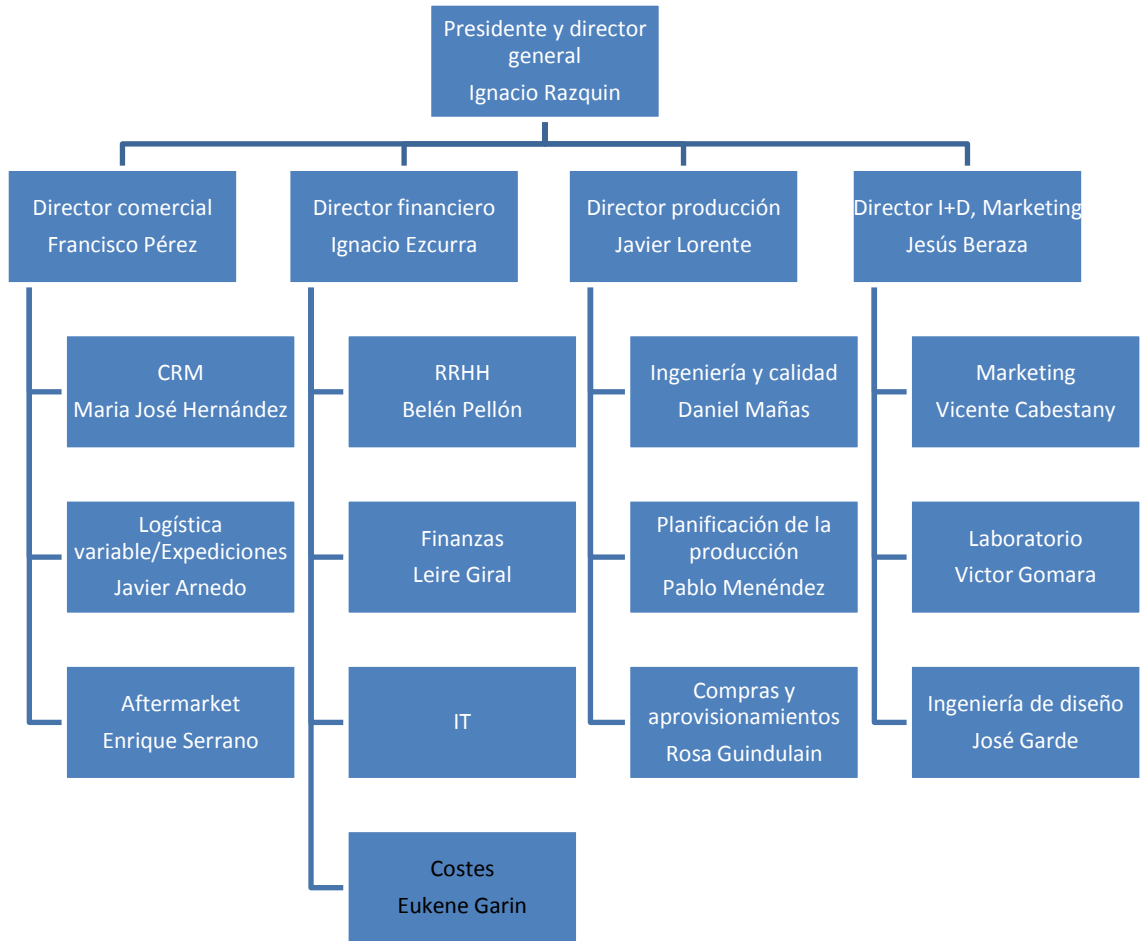 Presidente y director
general
Ignacio Razquin
Director comercial
Francisco Pérez
Director financiero
Ignacio Ezcurra
Director producción
Javier Lorente
Director I+D, Marketing
Jesús Beraza
CRM
Maria José Hernández
Logística
variable/Expediciones
Javier Arnedo
Aftermarket
Enrique Serrano
RRHH
Belén Pellón
Finanzas
Leire Giral
IT
Costes
Eukene Garin
Ingeniería y calidad
Daniel Mañas
Planificación de la
producción
Pablo Menéndez
Compras y
aprovisionamientos
Rosa Guindulain
Marketing
Vicente Cabestany
Laboratorio
Victor Gomara
Ingeniería de diseño
José Garde